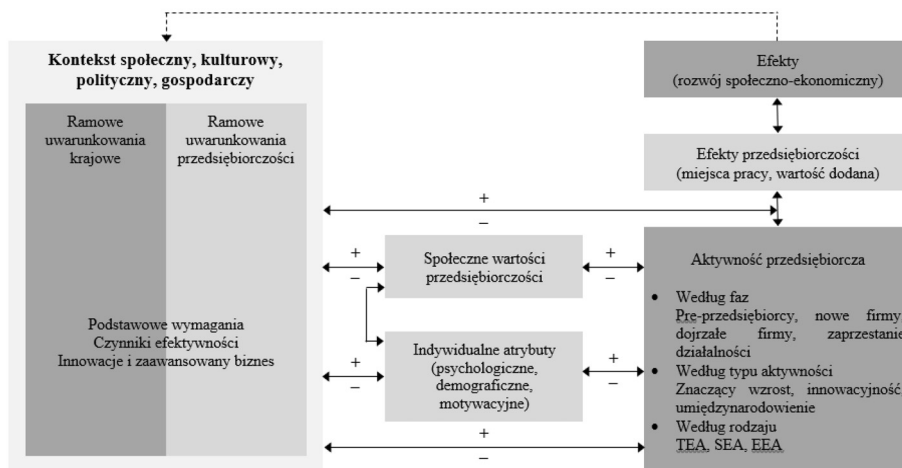 Kontekst społeczny, kulturowy,
polityczny, gospodarczy
Ramowe
uwarunkowania
krajowe
Ramowe
uwarunkowania
przedsiębiorczości
Podstawowe wymagania
Czynniki efektywności
Innowacje i zaawansowany biznes
Efekty
(rozwój społeczno-ekonomiczny)
Efekty przedsiębiorczości
(miejsca pracy, wartość dodana)
+
–
+
–
Społeczne wartości
przedsiębiorczości
+
–
+
–
Indywidualne atrybuty
(psychologiczne,
demograficzne,
motywacyjne)
+
–
+
–
Aktywność przedsiębiorcza
• Według faz
Pre-przedsiębiorcy, nowe firmy,
dojrzałe firmy, zaprzestanie
działalności
• Według typu aktywności
Znaczący wzrost, innowacyjność,
umiędzynarodowienie
• Według rodzaju
TEA, SEA, EEA